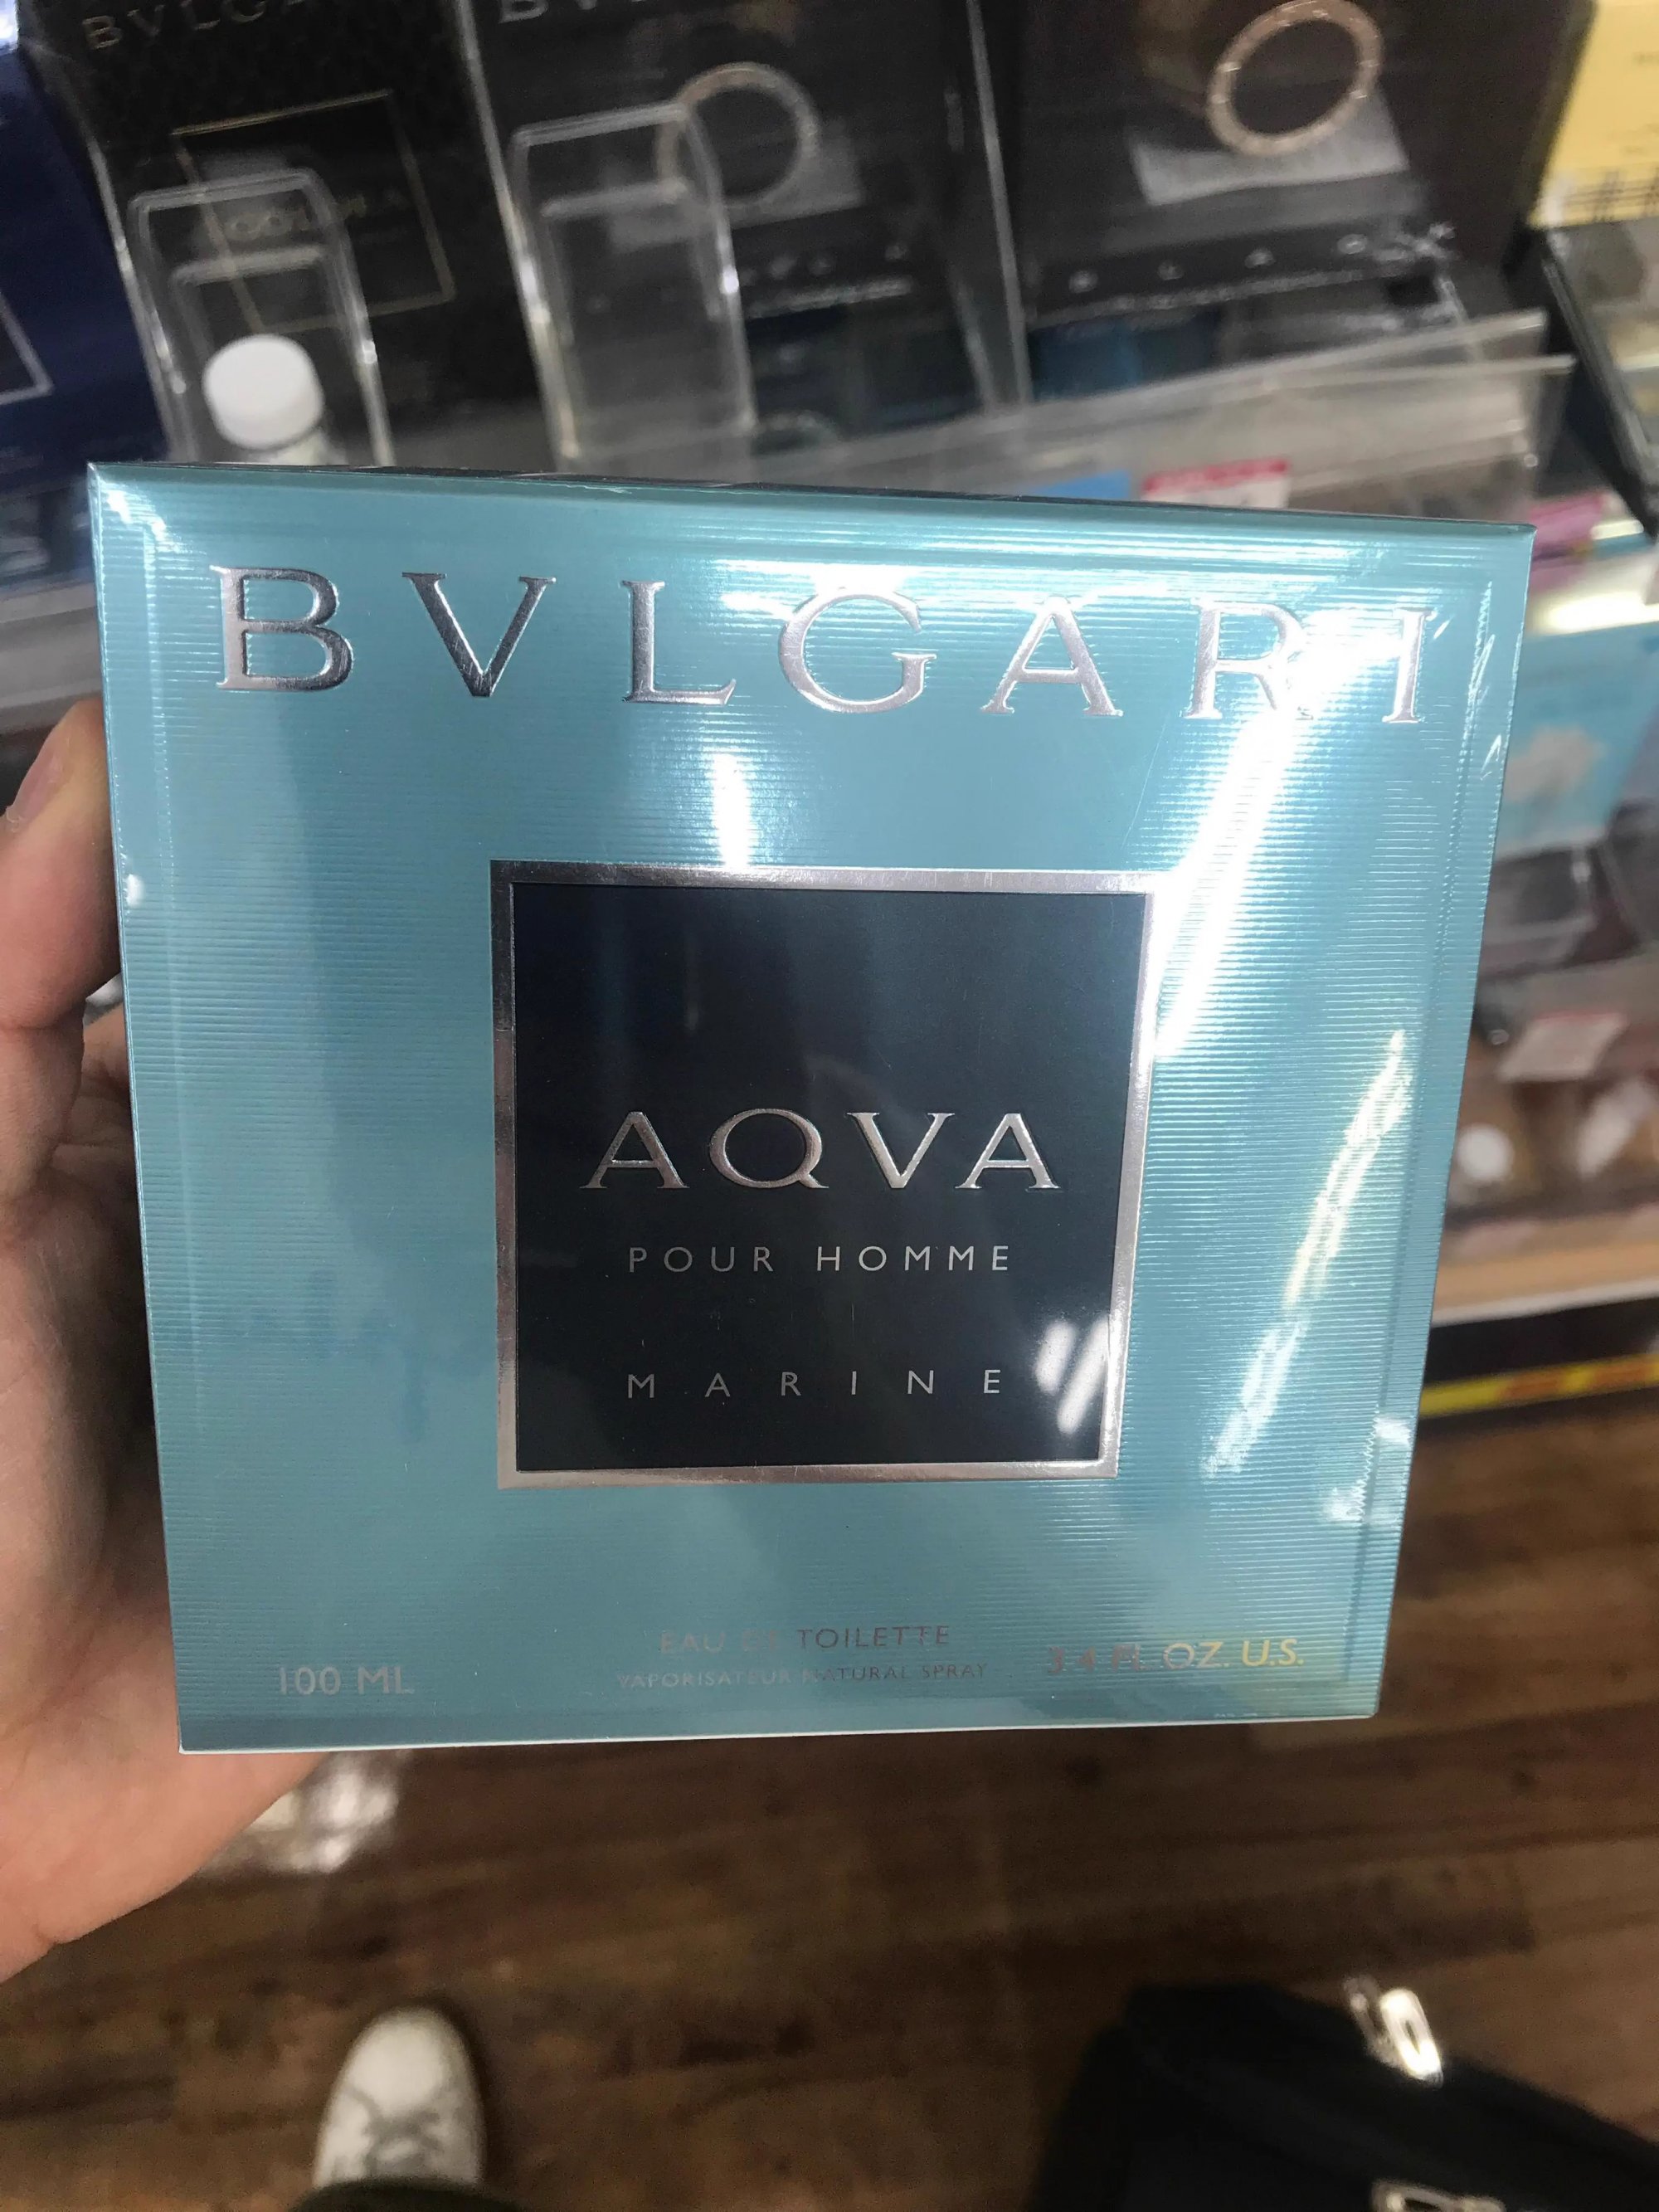 BVLGARI
AQVA
POUR HOMME
MARINE
EAU DE TOILETTE
100 ML VAPORISATEUR NATURAL SPRAY 3.4 FL. OZ. U.S.